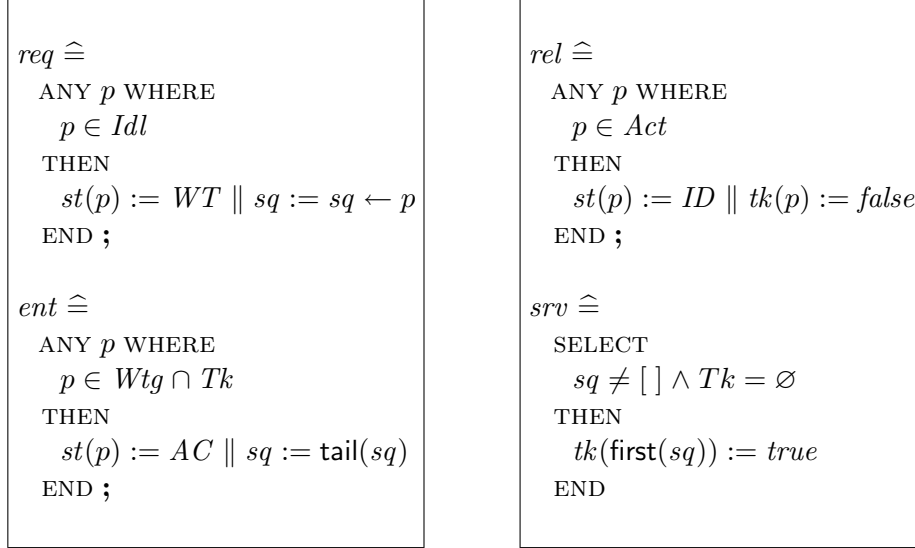 req ≙
ANY p WHERE
p ∈ Idl
THEN
st(p) := WT ∥ sq := sq ← p
END ;
ent ≙
ANY p WHERE
p ∈ Wtg ∩ Tk
THEN
st(p) := AC ∥ sq := tail(sq)
END ;
rel ≙
ANY p WHERE
p ∈ Act
THEN
st(p) := ID ∥ tk(p) := false
END ;
srv ≙
SELECT
sq ≠ [ ] ∧ Tk = ∅
THEN
tk(first(sq)) := true
END